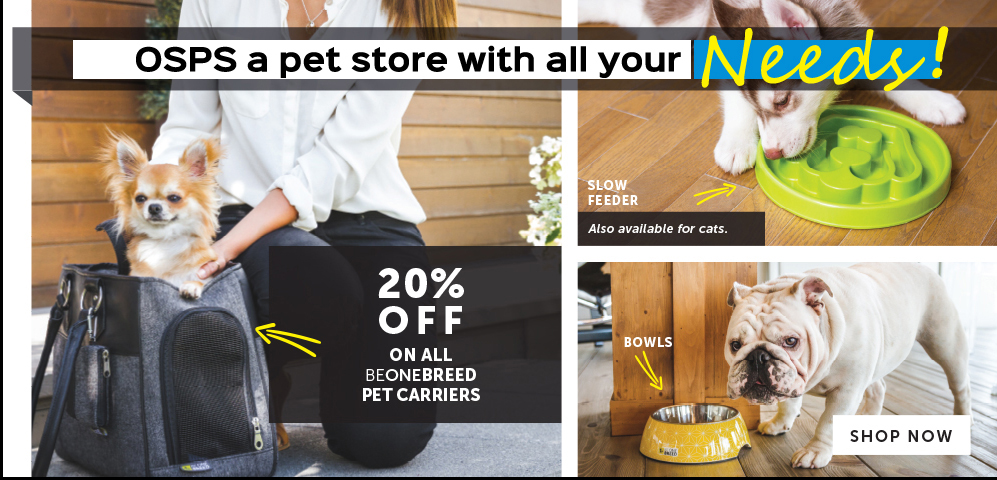 OSPS a pet store with all your Needs!
20%
OFF
ON ALL
BEONEBREED
PET CARRIERS
SLOW
FEEDER
Also available for cats.
BOWLS
SHOP NOW